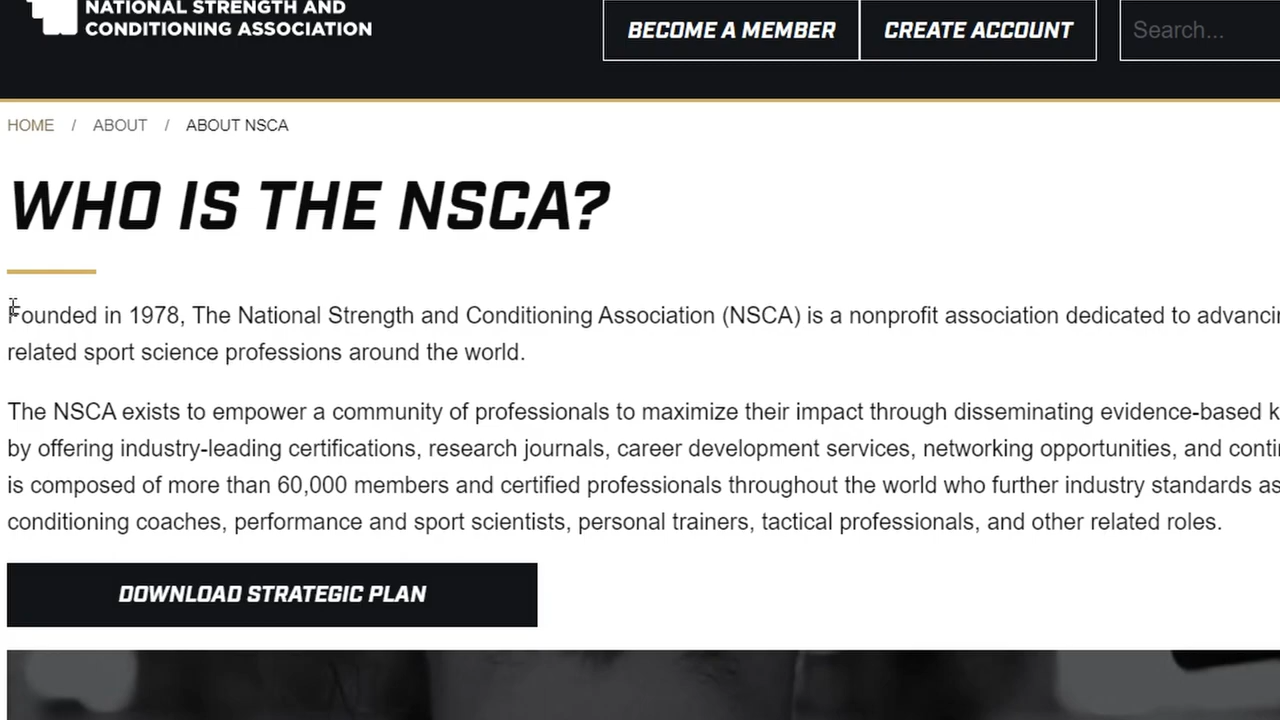 NATIONAL STRENGTH AND
CONDITIONING ASSOCIATION
BECOME A MEMBER
CREATE ACCOUNT
Search...
HOME / ABOUT / ABOUT NSCA
WHO IS THE NSCA?
Founded in 1978, The National Strength and Conditioning Association (NSCA) is a nonprofit association dedicated to
related sport science professions around the world.
The NSCA exists to empower a community of professionals to maximize their impact through disseminating evidence-based
by offering industry-leading certifications, research journals, career development services, networking opportunities, and
is composed of more than 60,000 members and certified professionals throughout the world who further industry standards as
conditioning coaches, performance and sport scientists, personal trainers, tactical professionals, and other related roles.
DOWNLOAD STRATEGIC PLAN